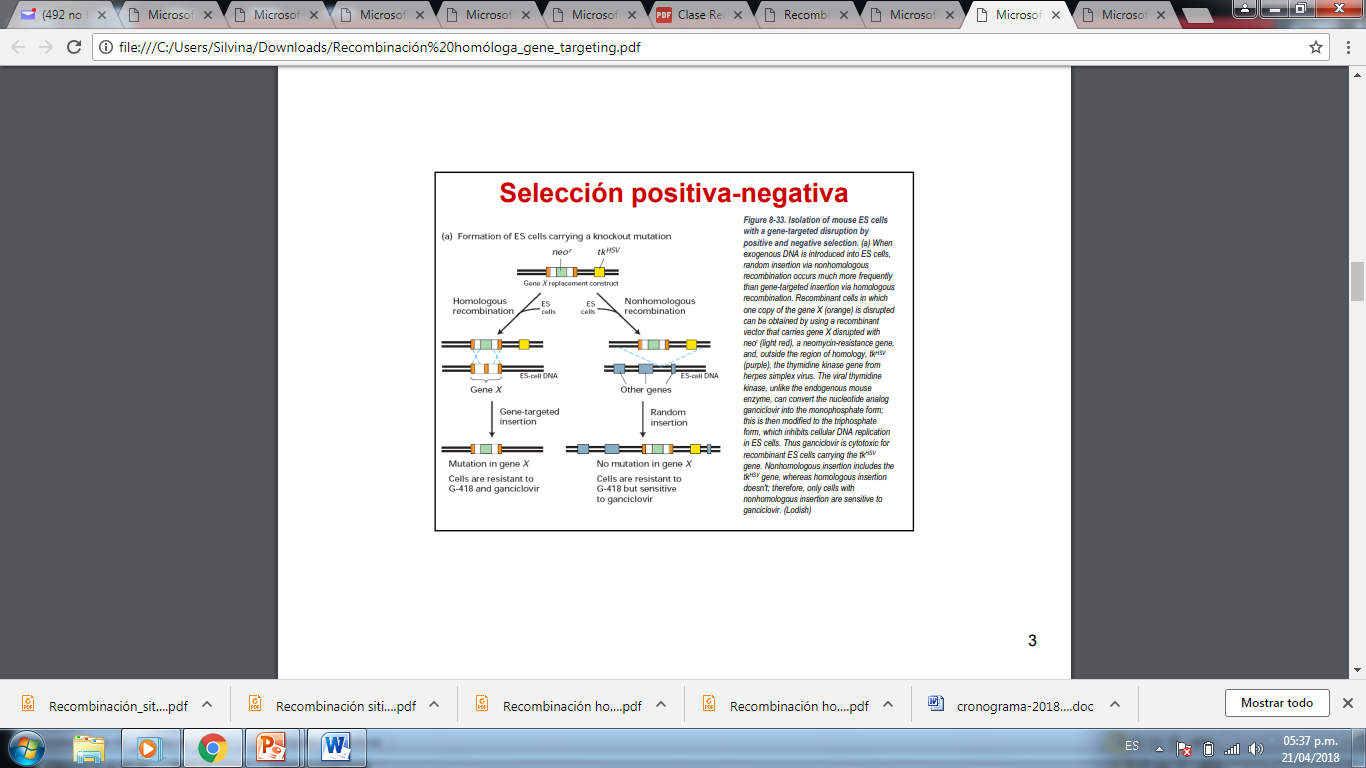 (492 no l
Microsof
Microsof
Microsof
Microsof
Microsof
Clase Re
Recomb
Microsof
Microsof
Microsof
file:///C:/Users/Silvina/Downloads/Recombinación%20homóloga_gene_targeting.pdf
Selección positiva-negativa
(a) Formation of ES cells carrying a knockout mutation
neoʳ tkᴴˢⱽ
Gene X replacement construct
Homologous
recombination
ES
cells
ES
cells
Nonhomologous
recombination
ES-cell DNA
ES-cell DNA
Gene X
Other genes
Gene-targeted
insertion
Random
insertion
Mutation in gene X
Cells are resistant to
G-418 and ganciclovir
No mutation in gene X
Cells are resistant to
G-418 but sensitive
to ganciclovir
Figure 8-33. Isolation of mouse ES cells
with a gene-targeted disruption by
positive and negative selection. (a) When
exogenous DNA is introduced into ES cells,
random insertion via nonhomologous
recombination occurs much more frequently
than gene-targeted insertion via homologous
recombination. Recombinant cells in which
one copy of the gene X (orange) is disrupted
can be obtained by using a recombinant
vector that carries gene X disrupted with
neoʳ (light red), a neomycin-resistance gene,
and, outside the region of homology, tkᴴˢⱽ
(purple), the thymidine kinase gene from
herpes simplex virus. The viral thymidine
kinase, unlike the endogenous mouse
enzyme, can convert the nucleotide analog
ganciclovir into the monophosphate form;
this is then modified to the triphosphate
form, which inhibits cellular DNA replication
in ES cells. Thus ganciclovir is cytotoxic for
recombinant ES cells carrying the tkᴴˢⱽ
gene. Nonhomologous insertion includes the
tkᴴˢⱽ gene, whereas homologous insertion
doesn't; therefore, only cells with
nonhomologous insertion are sensitive to
ganciclovir. (Lodish)
3
Recombinación_sit....pdf
Recombinación siti....pdf
Recombinación ho....pdf
Recombinación ho....pdf
cronograma-2018....doc
Mostrar todo
ES
05:37 p.m.
21/04/2018